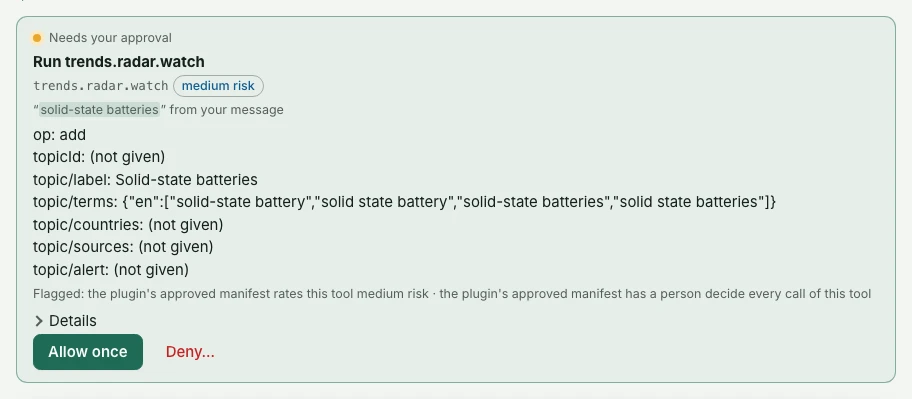 Needs your approval
Run trends.radar.watch
trends.radar.watch medium risk
“solid-state batteries” from your message
op: add
topicId: (not given)
topic/label: Solid-state batteries
topic/terms: {"en":["solid-state battery","solid state battery","solid-state batteries","solid state batteries"]}
topic/countries: (not given)
topic/sources: (not given)
topic/alert: (not given)
Flagged: the plugin's approved manifest rates this tool medium risk · the plugin's approved manifest has a person decide every call of this tool
Details
Allow once Deny...